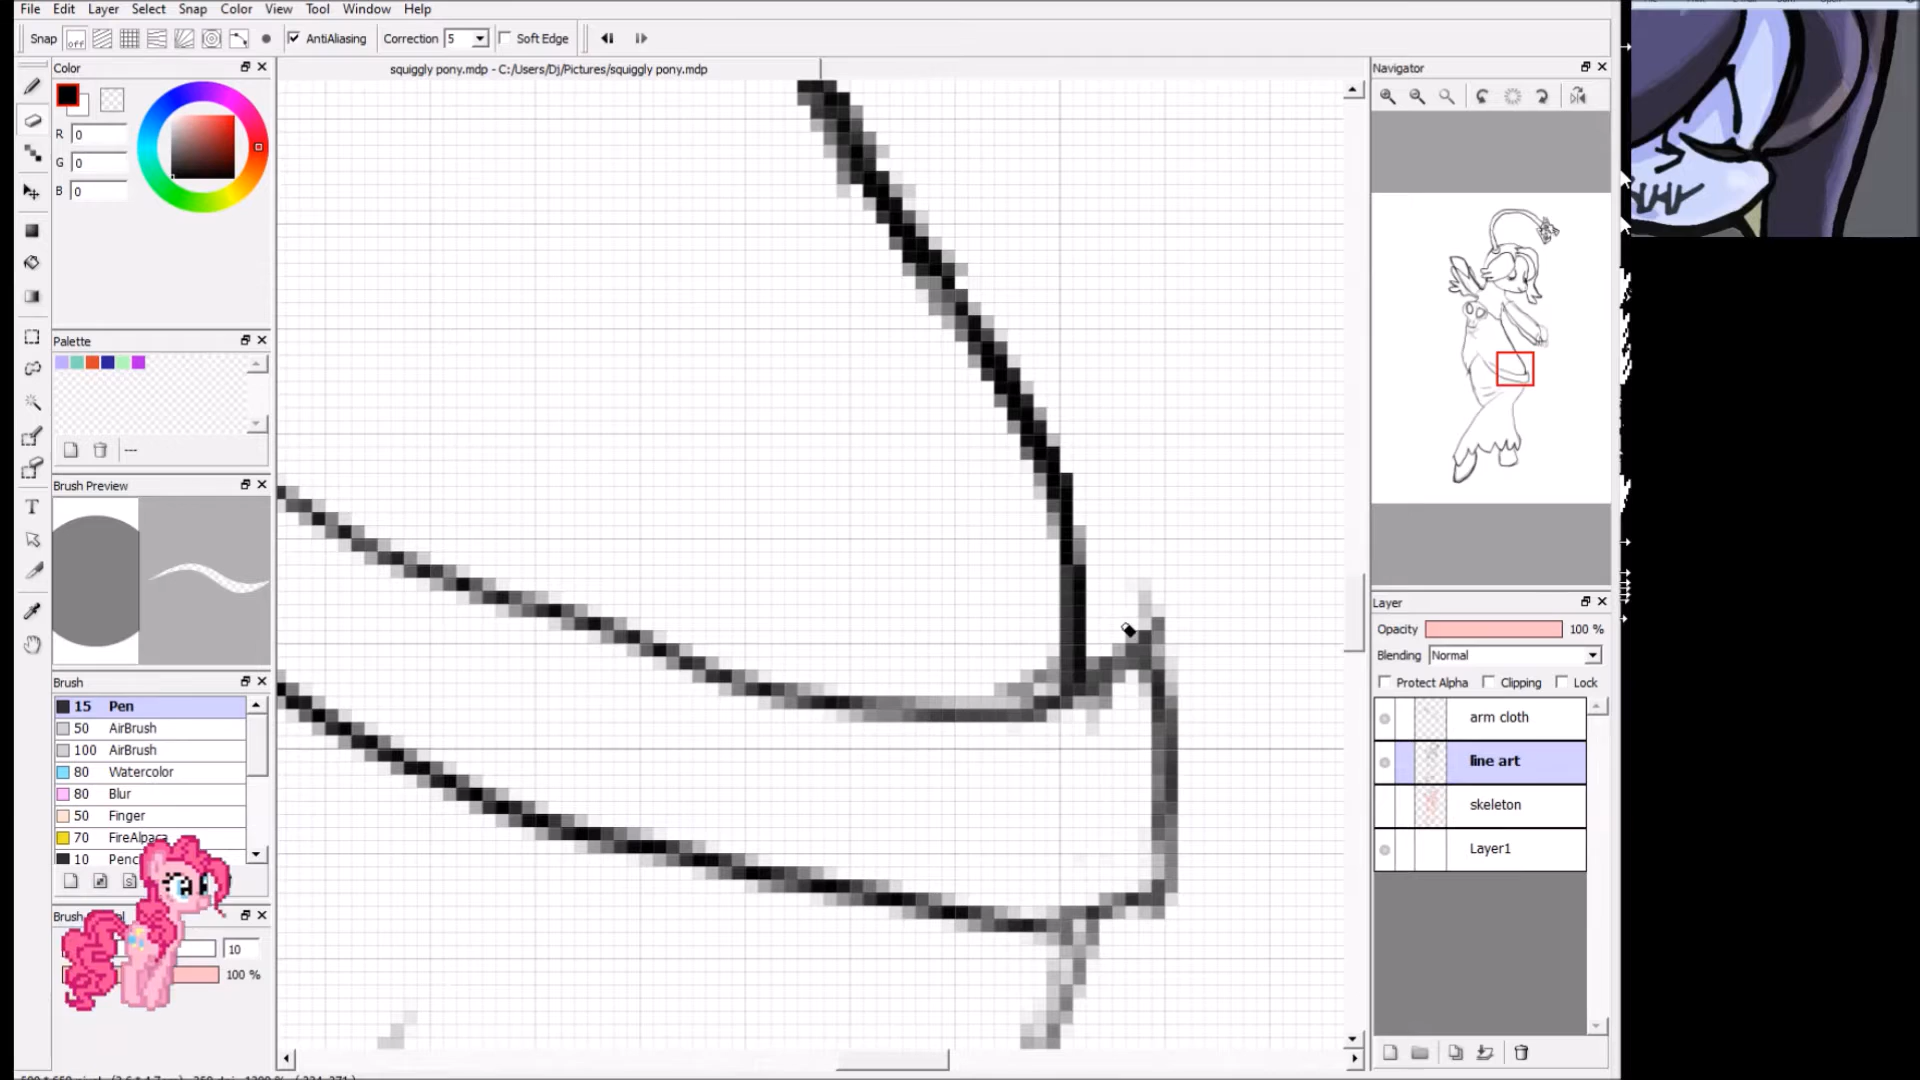 File Edit Layer Select Snap Color View Tool Window Help
Snap off AntiAliasing Correction 5 Soft Edge
Color
squiggly pony.mdp - C:/Users/Dj/Pictures/squiggly pony.mdp
Navigator
R 0
G 0
B 0
Palette
---
Brush Preview
Brush
15 Pen
50 AirBrush
100 AirBrush
80 Watercolor
80 Blur
50 Finger
70 FireAlpaca
10 Penc
Brush
10
100 %
Layer
Opacity 100 %
Blending Normal
Protect Alpha Clipping Lock
arm cloth
line art
skeleton
Layer1